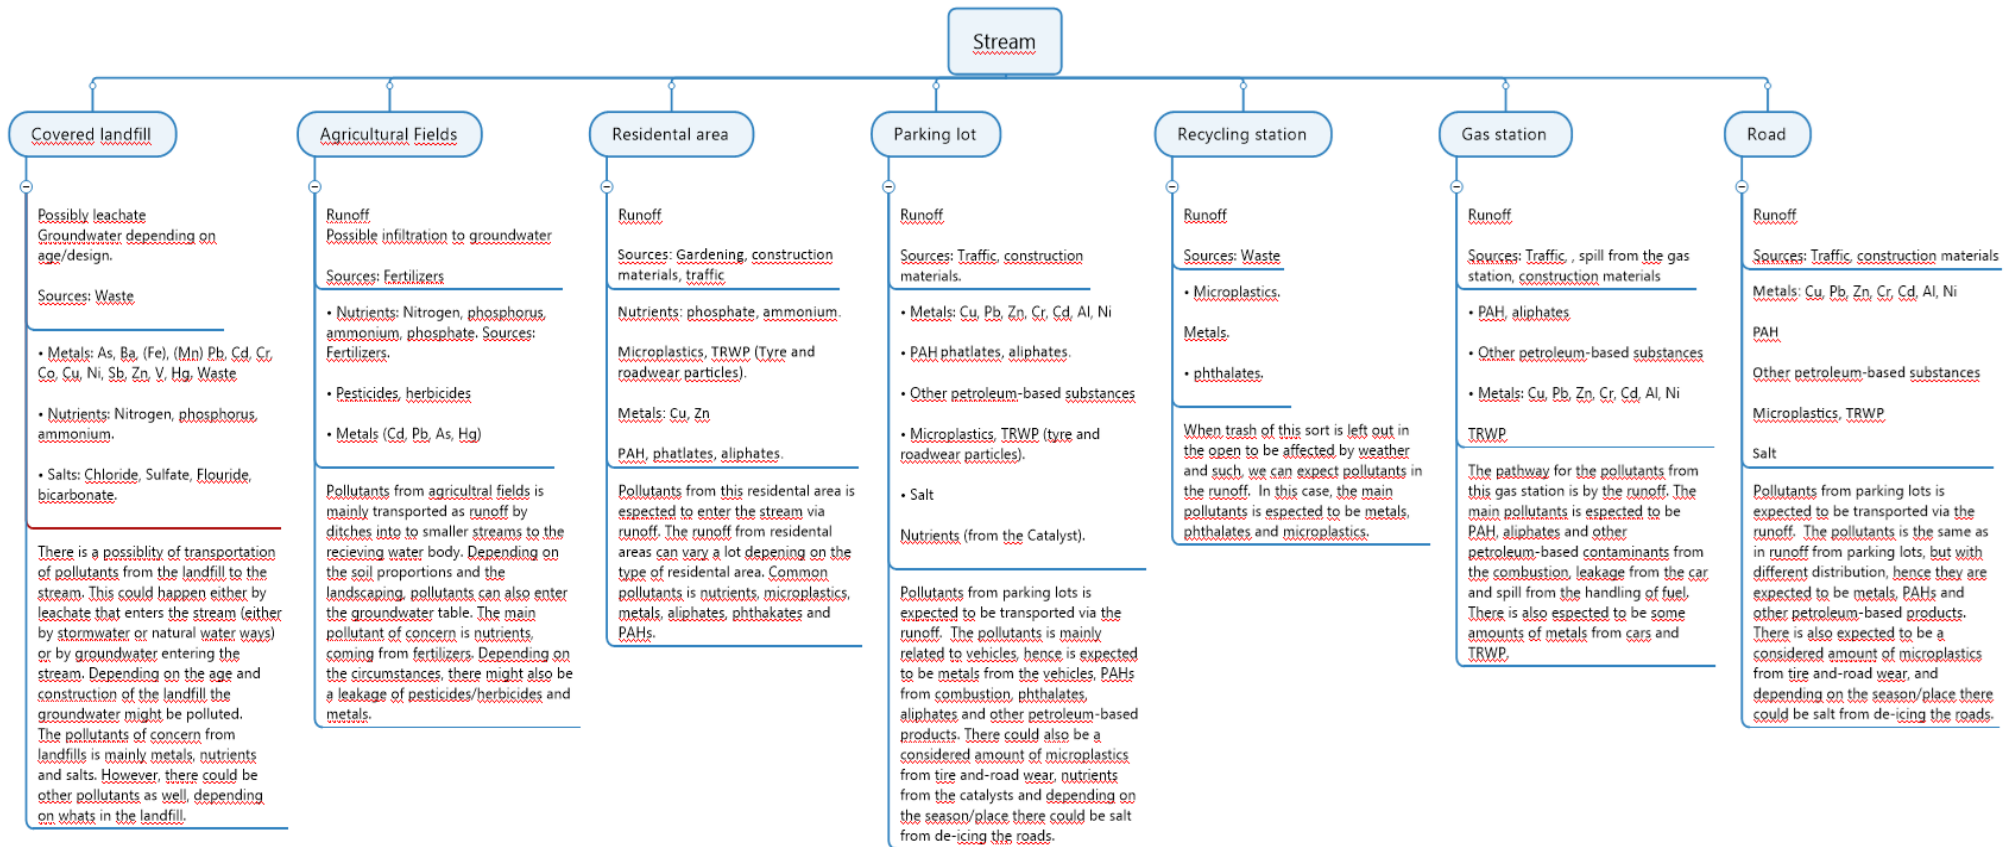 Stream
Covered landfill
Possibly leachate
Groundwater depending on
age/design.
Sources: Waste
• Metals: As, Ba, (Fe), (Mn) Pb, Cd, Cr,
Co, Cu, Ni, Sb, Zn, V, Hg, Waste
• Nutrients: Nitrogen, phosphorus,
ammonium.
• Salts: Chloride, Sulfate, Flouride,
bicarbonate.
There is a possiblity of transportation
of pollutants from the landfill to the
stream. This could happen either by
leachate that enters the stream (either
by stormwater or natural water ways)
or by groundwater entering the
stream. Depending on the age and
construction of the landfill the
groundwater might be polluted.
The pollutants of concern from
landfills is mainly metals, nutrients
and salts. However, there could be
other pollutants as well, depending
on whats in the landfill.
Agricultural Fields
Runoff
Possible infiltration to groundwater
Sources: Fertilizers
• Nutrients: Nitrogen, phosphorus,
ammonium, phosphate. Sources:
Fertilizers.
• Pesticides, herbicides
• Metals (Cd, Pb, As, Hg)
Pollutants from agricultral fields is
mainly transported as runoff by
ditches into to smaller streams to the
recieving water body. Depending on
the soil proportions and the
landscaping, pollutants can also enter
the groundwater table. The main
pollutant of concern is nutrients,
coming from fertilizers. Depending on
the circumstances, there might also be
a leakage of pesticides/herbicides and
metals.
Residental area
Runoff
Sources: Gardening, construction
materials, traffic
Nutrients: phosphate, ammonium.
Microplastics, TRWP (Tyre and
roadwear particles).
Metals: Cu, Zn
PAH, phatlates, aliphates.
Pollutants from this residental area is
espected to enter the stream via
runoff. The runoff from residental
areas can vary a lot depening on the
type of residental area. Common
pollutants is nutrients, microplastics,
metals, aliphates, phthakates and
PAHs.
Parking lot
Runoff
Sources: Traffic, construction
materials.
• Metals: Cu, Pb, Zn, Cr, Cd, Al, Ni
• PAH phatlates, aliphates.
• Other petroleum-based substances
• Microplastics, TRWP (tyre and
roadwear particles).
• Salt
Nutrients (from the Catalyst).
Pollutants from parking lots is
expected to be transported via the
runoff.  The pollutants is mainly
related to vehicles, hence is expected
to be metals from the vehicles, PAHs
from combustion, phthalates,
aliphates and other petroleum-based
products. There could also be a
considered amount of microplastics
from tire and-road wear, nutrients
from the catalysts and depending on
the season/place there could be salt
from de-icing the roads.
Recycling station
Runoff
Sources: Waste
• Microplastics.
Metals.
• phthalates.
When trash of this sort is left out in
the open to be affected by weather
and such, we can expect pollutants in
the runoff.  In this case, the main
pollutants is espected to be metals,
phthalates and microplastics.
Gas station
Runoff
Sources: Traffic, , spill from the gas
station, construction materials
• PAH, aliphates
• Other petroleum-based substances
• Metals: Cu, Pb, Zn, Cr, Cd, Al, Ni
TRWP
The pathway for the pollutants from
this gas station is by the runoff. The
main pollutants is espected to be
PAH, aliphates and other
petroleum-based contaminants from
the combustion, leakage from the car
and spill from the handling of fuel.
There is also espected to be some
amounts of metals from cars and
TRWP.
Road
Runoff
Sources: Traffic, construction materials
Metals: Cu, Pb, Zn, Cr, Cd, Al, Ni
PAH
Other petroleum-based substances
Microplastics, TRWP
Salt
Pollutants from parking lots is
expected to be transported via the
runoff.  The pollutants is the same as
in runoff from parking lots, but with
different distribution, hence they are
expected to be metals, PAHs and
other petroleum-based products.
There is also expected to be a
considered amount of microplastics
from tire and-road wear, and
depending on the season/place there
could be salt from de-icing the roads.